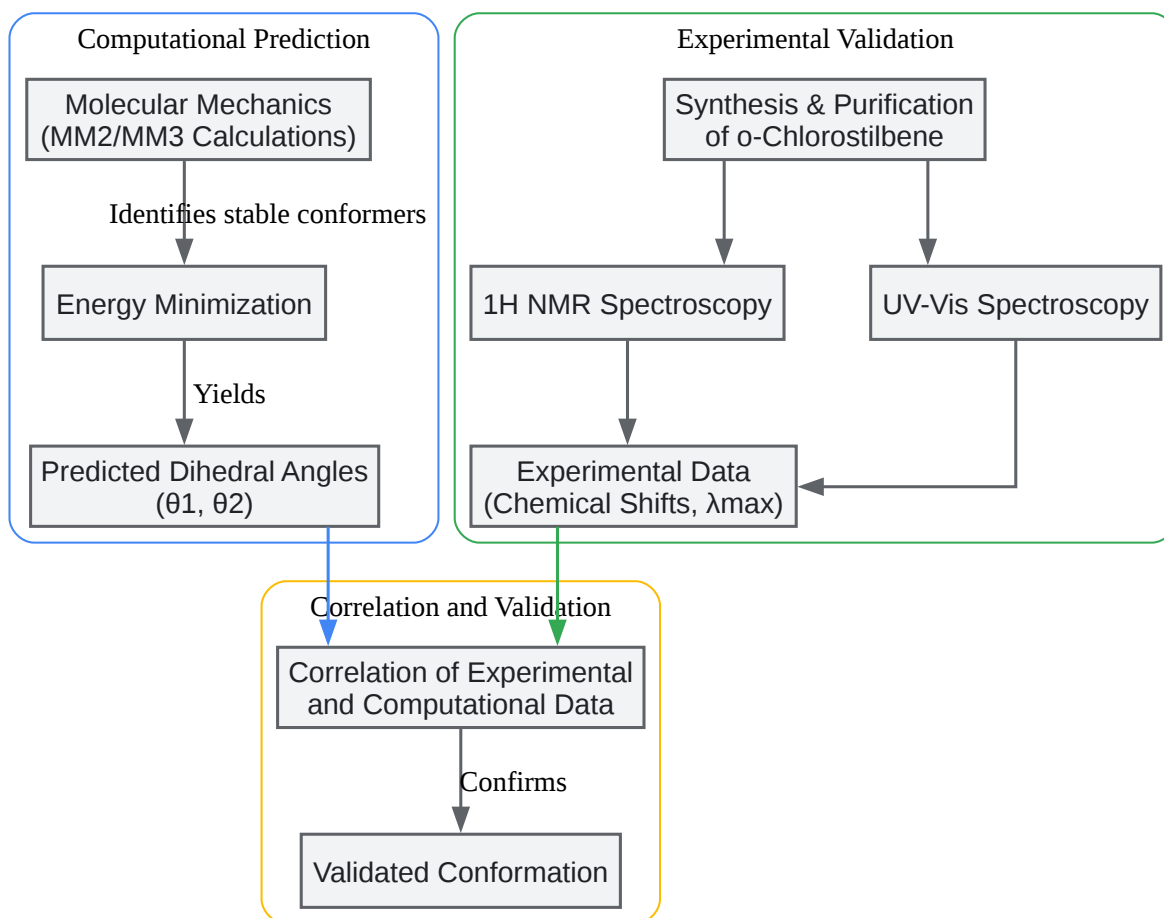 Computational Prediction
Molecular Mechanics
(MM2/MM3 Calculations)
Identifies stable conformers
Energy Minimization
Yields
Predicted Dihedral Angles
(θ1, θ2)
Experimental Validation
Synthesis & Purification
of o-Chlorostilbene
1H NMR Spectroscopy
UV-Vis Spectroscopy
Experimental Data
(Chemical Shifts, λmax)
Correlation and Validation
Correlation of Experimental
and Computational Data
Confirms
Validated Conformation